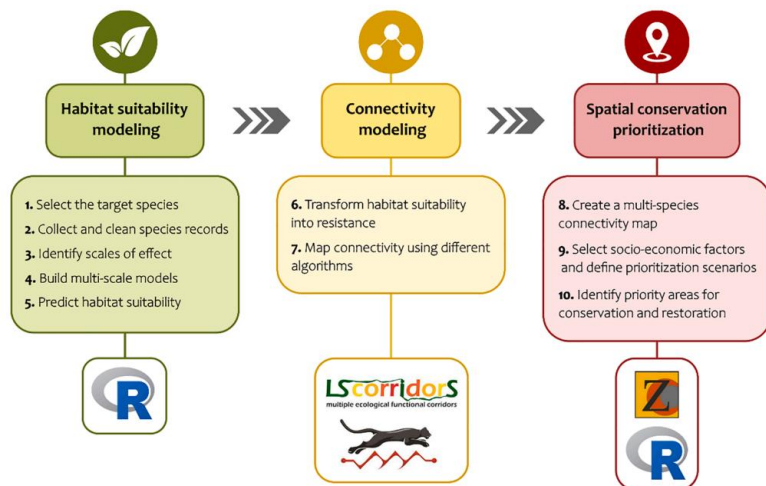 Habitat suitability
modeling
Connectivity
modeling
Spatial conservation
prioritization
1. Select the target species
2. Collect and clean species records
3. Identify scales of effect
4. Build multi-scale models
5. Predict habitat suitability
6. Transform habitat suitability
into resistance
7. Map connectivity using different
algorithms
8. Create a multi-species
connectivity map
9. Select socio-economic factors
and define prioritization scenarios
10. Identify priority areas for
conservation and restoration
R
LScorridorS
multiple ecological functional corridors
Z
R